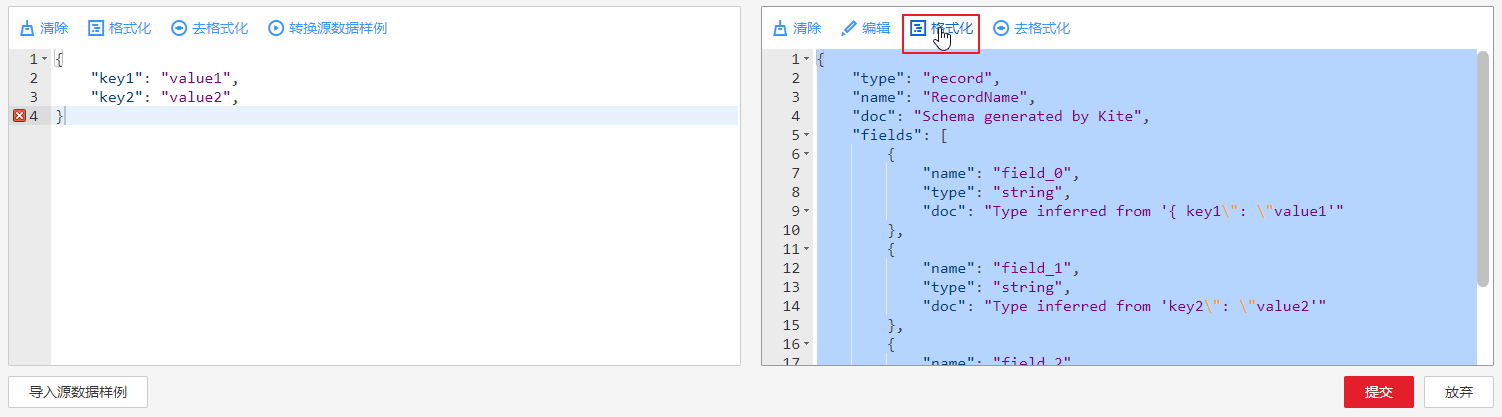 清除 格式化 去格式化 转换源数据样例
1 {
2 "key1": "value1",
3 "key2": "value2",
4 }
导入源数据样例
清除 编辑 格式化 去格式化
1 {
2 "type": "record",
3 "name": "RecordName",
4 "doc": "Schema generated by Kite",
5 "fields": [
6 {
7 "name": "field_0",
8 "type": "string",
9 "doc": "Type inferred from '{ key1\": \"value1'"
10 },
11 {
12 "name": "field_1",
13 "type": "string",
14 "doc": "Type inferred from 'key2\": \"value2'"
15 },
16 {
17 "name": "field_2",
提交 放弃